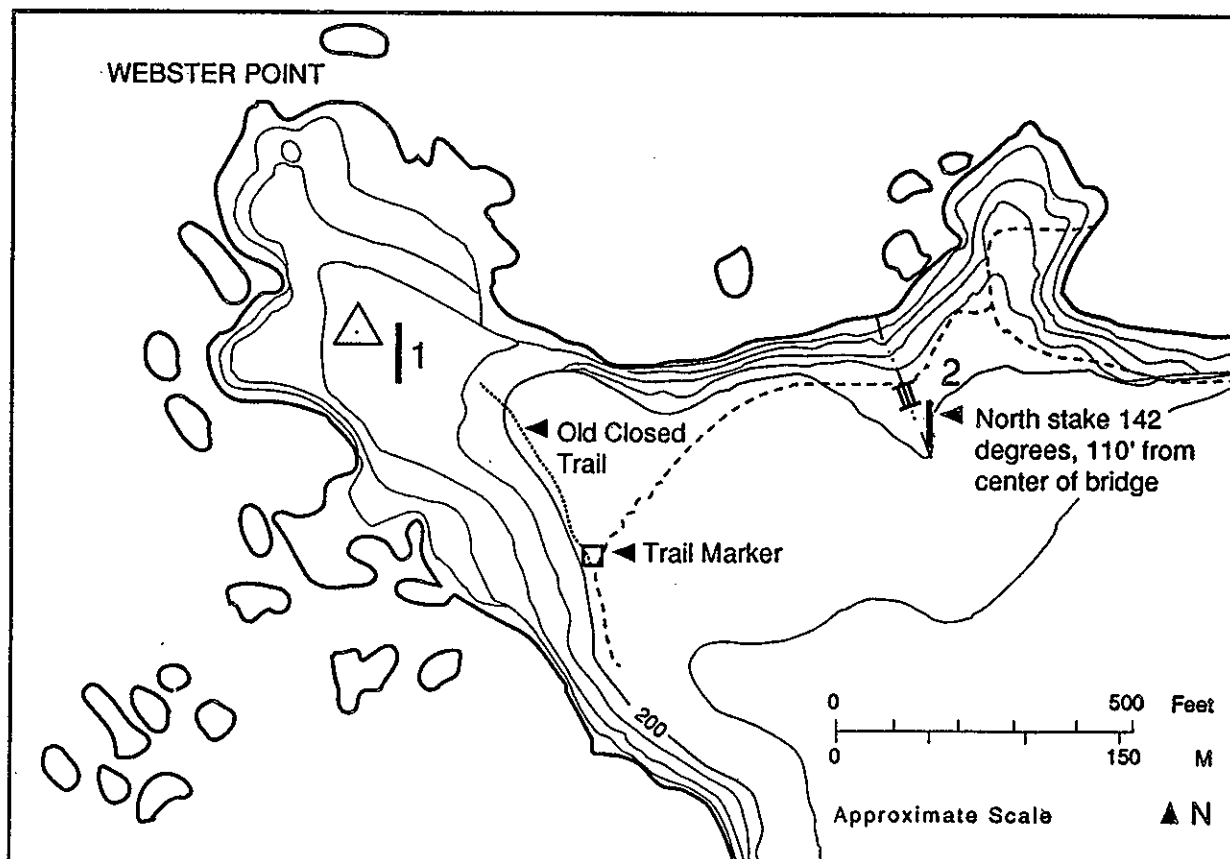 WEBSTER POINT
1
2
North stake 142
degrees, 110' from
center of bridge
Old Closed
Trail
Trail Marker
200
0 500 Feet
0 150 M
Approximate Scale N